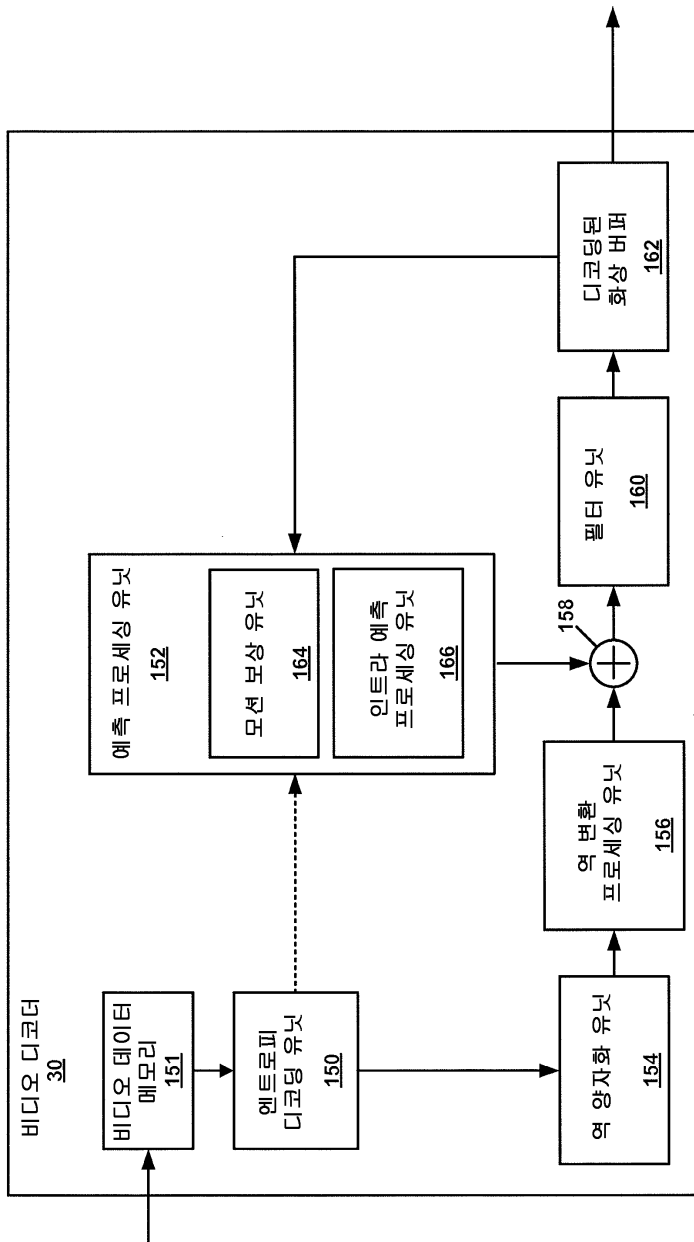 비디오 디코더
30
비디오 데이터
메모리
151
엔트로피
디코딩 유닛
150
예측 프로세싱 유닛
152
모션 보상 유닛
164
인트라 예측
프로세싱 유닛
166
역 양자화 유닛
154
역 변환
프로세싱 유닛
156
158
필터 유닛
160
디코딩된
화상 버퍼
162